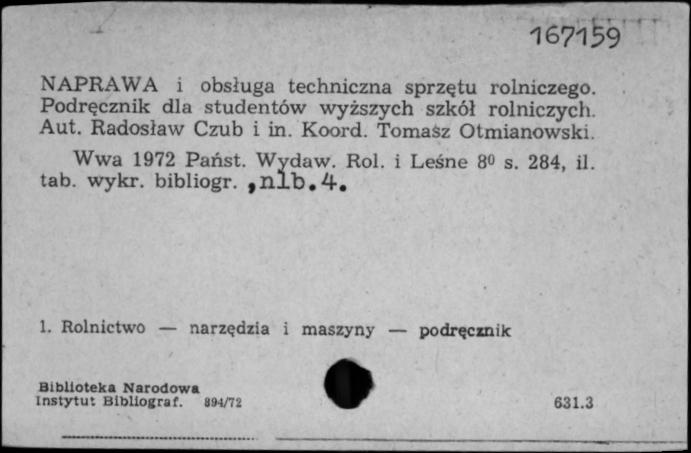 167159
NAPRAWA i obsługa techniczna sprzętu rolniczego.
Podręcznik dla studentów wyższych szkół rolniczych.
Aut. Radosław Czub i in. Koord. Tomasz Otmianowski.
Wwa 1972 Państ. Wydaw. Rol. i Leśne 8⁰ s. 284, il.
tab. wykr. bibliogr. ,nlb.4.
1. Rolnictwo — narzędzia i maszyny — podręcznik
Biblioteka Narodowa
Instytut Bibliograf. 894/72
631.3